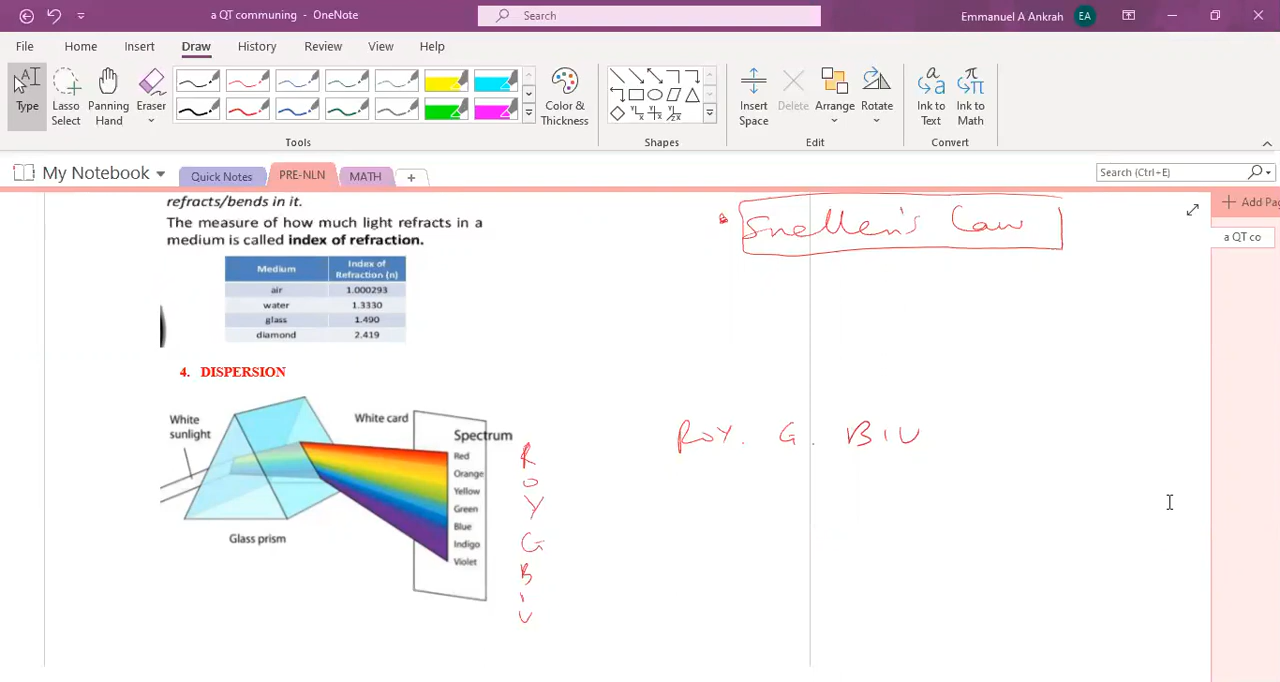 a QT communing - OneNote
Search
Emmanuel A Ankrah
EA
File Home Insert Draw History Review View Help
Type
Lasso Select
Panning Hand
Eraser
Color & Thickness
Insert Space
Delete
Arrange
Rotate
Ink to Text
Ink to Math
Tools
Shapes
Edit
Convert
My Notebook
Quick Notes
PRE-NLN
MATH
Search (Ctrl+E)
refracts/bends in it.
The measure of how much light refracts in a
medium is called index of refraction.
Medium Index of Refraction (n)
air 1.000293
water 1.3330
glass 1.490
diamond 2.419
Snellen's Law
Add Pag
a QT co
4. DISPERSION
White sunlight
White card
Spectrum
Red
Orange
Yellow
Green
Blue
Indigo
Violet
Glass prism
R
O
Y
G
B
I
V
ROY. G. BIV